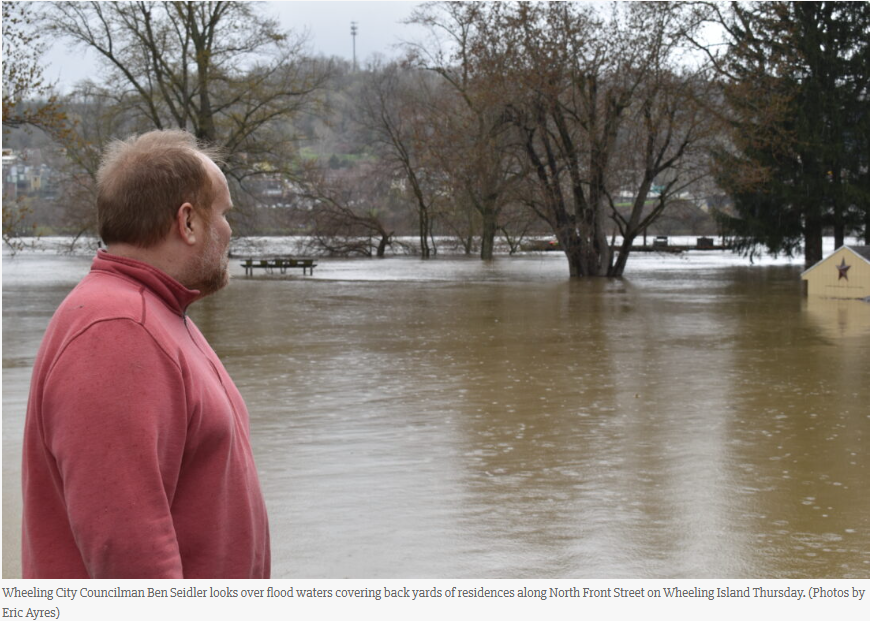 Wheeling City Councilman Ben Seidler looks over flood waters covering back yards of residences along North Front Street on Wheeling Island Thursday. (Photos by
Eric Ayres)